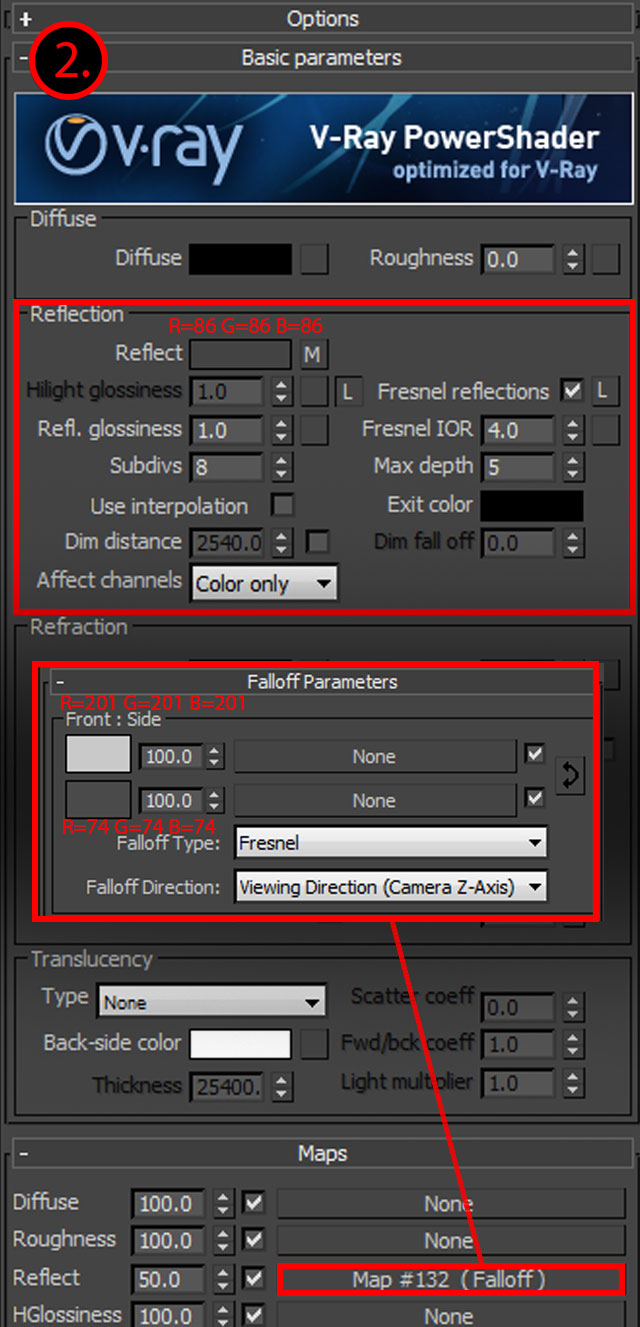 + Options
- Basic parameters
2.
v·ray V-Ray PowerShader
optimized for V-Ray
Diffuse
Diffuse Roughness 0.0
Reflection
R=86 G=86 B=86
Reflect M
Hilight glossiness 1.0 L Fresnel reflections L
Refl. glossiness 1.0 Fresnel IOR 4.0
Subdivs 8 Max depth 5
Use interpolation Exit color
Dim distance 2540.0 Dim fall off 0.0
Affect channels Color only
Refraction
- Falloff Parameters
R=201 G=201 B=201
Front : Side
100.0 None
100.0 None
R=74 G=74 B=74
Falloff Type: Fresnel
Falloff Direction: Viewing Direction (Camera Z-Axis)
Translucency
Type None Scatter coeff 0.0
Back-side color Fwd/bck coeff 1.0
Thickness 25400. Light multiplier 1.0
- Maps
Diffuse 100.0 None
Roughness 100.0 None
Reflect 50.0 Map #132 (Falloff)
HGlossiness 100.0 None